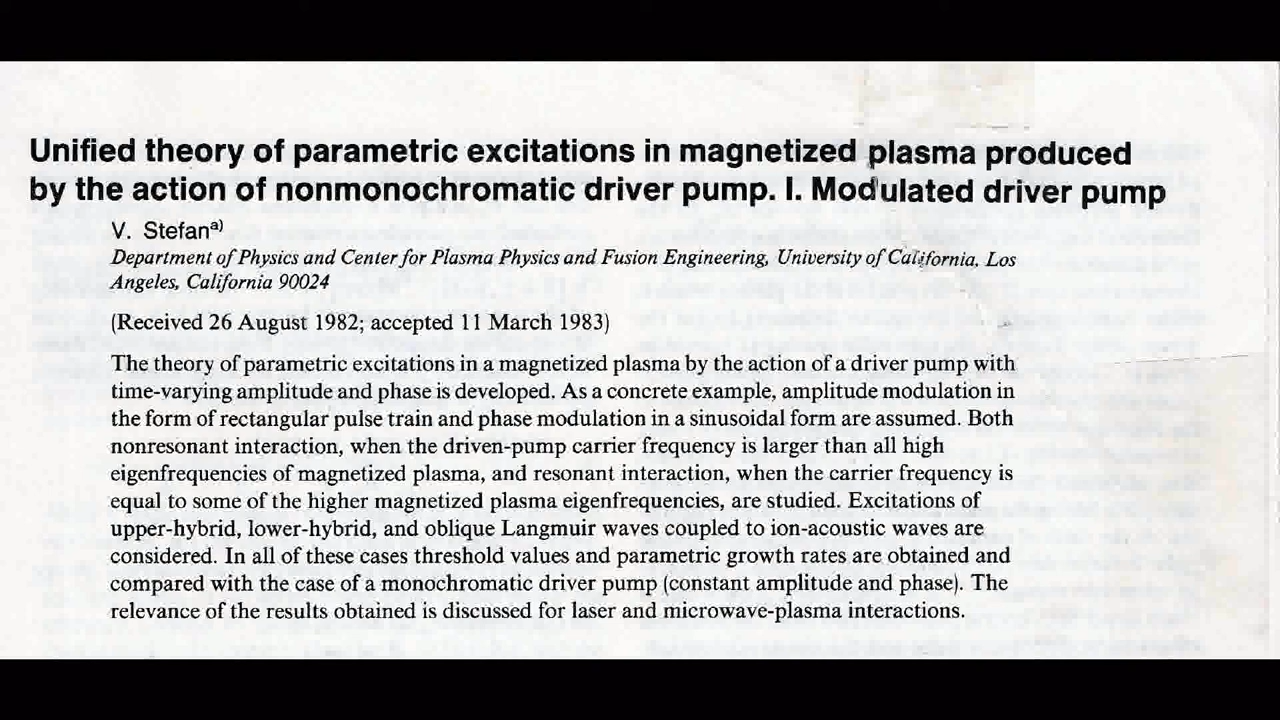 Unified theory of parametric excitations in magnetized plasma produced
by the action of nonmonochromatic driver pump. I. Modulated driver pump
V. Stefanᵃ⁾
Department of Physics and Center for Plasma Physics and Fusion Engineering, University of California, Los
Angeles, California 90024
(Received 26 August 1982; accepted 11 March 1983)
The theory of parametric excitations in a magnetized plasma by the action of a driver pump with
time-varying amplitude and phase is developed. As a concrete example, amplitude modulation in
the form of rectangular pulse train and phase modulation in a sinusoidal form are assumed. Both
nonresonant interaction, when the driven-pump carrier frequency is larger than all high
eigenfrequencies of magnetized plasma, and resonant interaction, when the carrier frequency is
equal to some of the higher magnetized plasma eigenfrequencies, are studied. Excitations of
upper-hybrid, lower-hybrid, and oblique Langmuir waves coupled to ion-acoustic waves are
considered. In all of these cases threshold values and parametric growth rates are obtained and
compared with the case of a monochromatic driver pump (constant amplitude and phase). The
relevance of the results obtained is discussed for laser and microwave-plasma interactions.